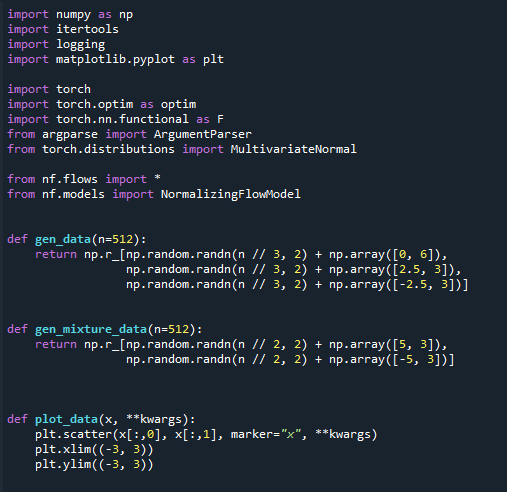 import numpy as np
import itertools
import logging
import matplotlib.pyplot as plt
import torch
import torch.optim as optim
import torch.nn.functional as F
from argparse import ArgumentParser
from torch.distributions import MultivariateNormal
from nf.flows import *
from nf.models import NormalizingFlowModel
def gen_data(n=512):
    return np.r_[np.random.randn(n // 3, 2) + np.array([0, 6]),
                 np.random.randn(n // 3, 2) + np.array([2.5, 3]),
                 np.random.randn(n // 3, 2) + np.array([-2.5, 3])]
def gen_mixture_data(n=512):
    return np.r_[np.random.randn(n // 2, 2) + np.array([5, 3]),
                 np.random.randn(n // 2, 2) + np.array([-5, 3])]
def plot_data(x, **kwargs):
    plt.scatter(x[:,0], x[:,1], marker="x", **kwargs)
    plt.xlim((-3, 3))
    plt.ylim((-3, 3))